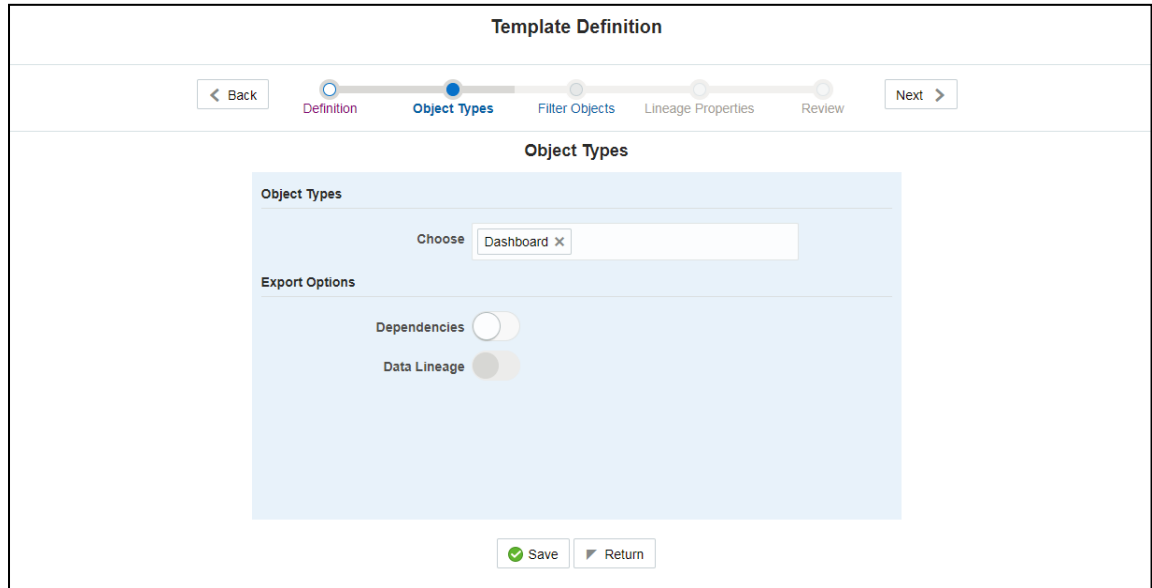 Template Definition
Back
Next
Definition Object Types Filter Objects Lineage Properties Review
Object Types
Object Types
Choose Dashboard
Export Options
Dependencies
Data Lineage
Save Return